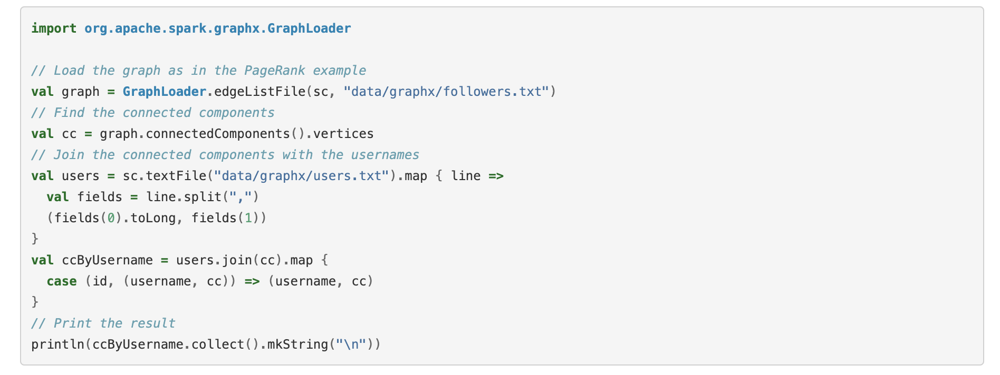 import org.apache.spark.graphx.GraphLoader
// Load the graph as in the PageRank example
val graph = GraphLoader.edgeListFile(sc, "data/graphx/followers.txt")
// Find the connected components
val cc = graph.connectedComponents().vertices
// Join the connected components with the usernames
val users = sc.textFile("data/graphx/users.txt").map { line =>
  val fields = line.split(",")
  (fields(0).toLong, fields(1))
}
val ccByUsername = users.join(cc).map {
  case (id, (username, cc)) => (username, cc)
}
// Print the result
println(ccByUsername.collect().mkString("\n"))